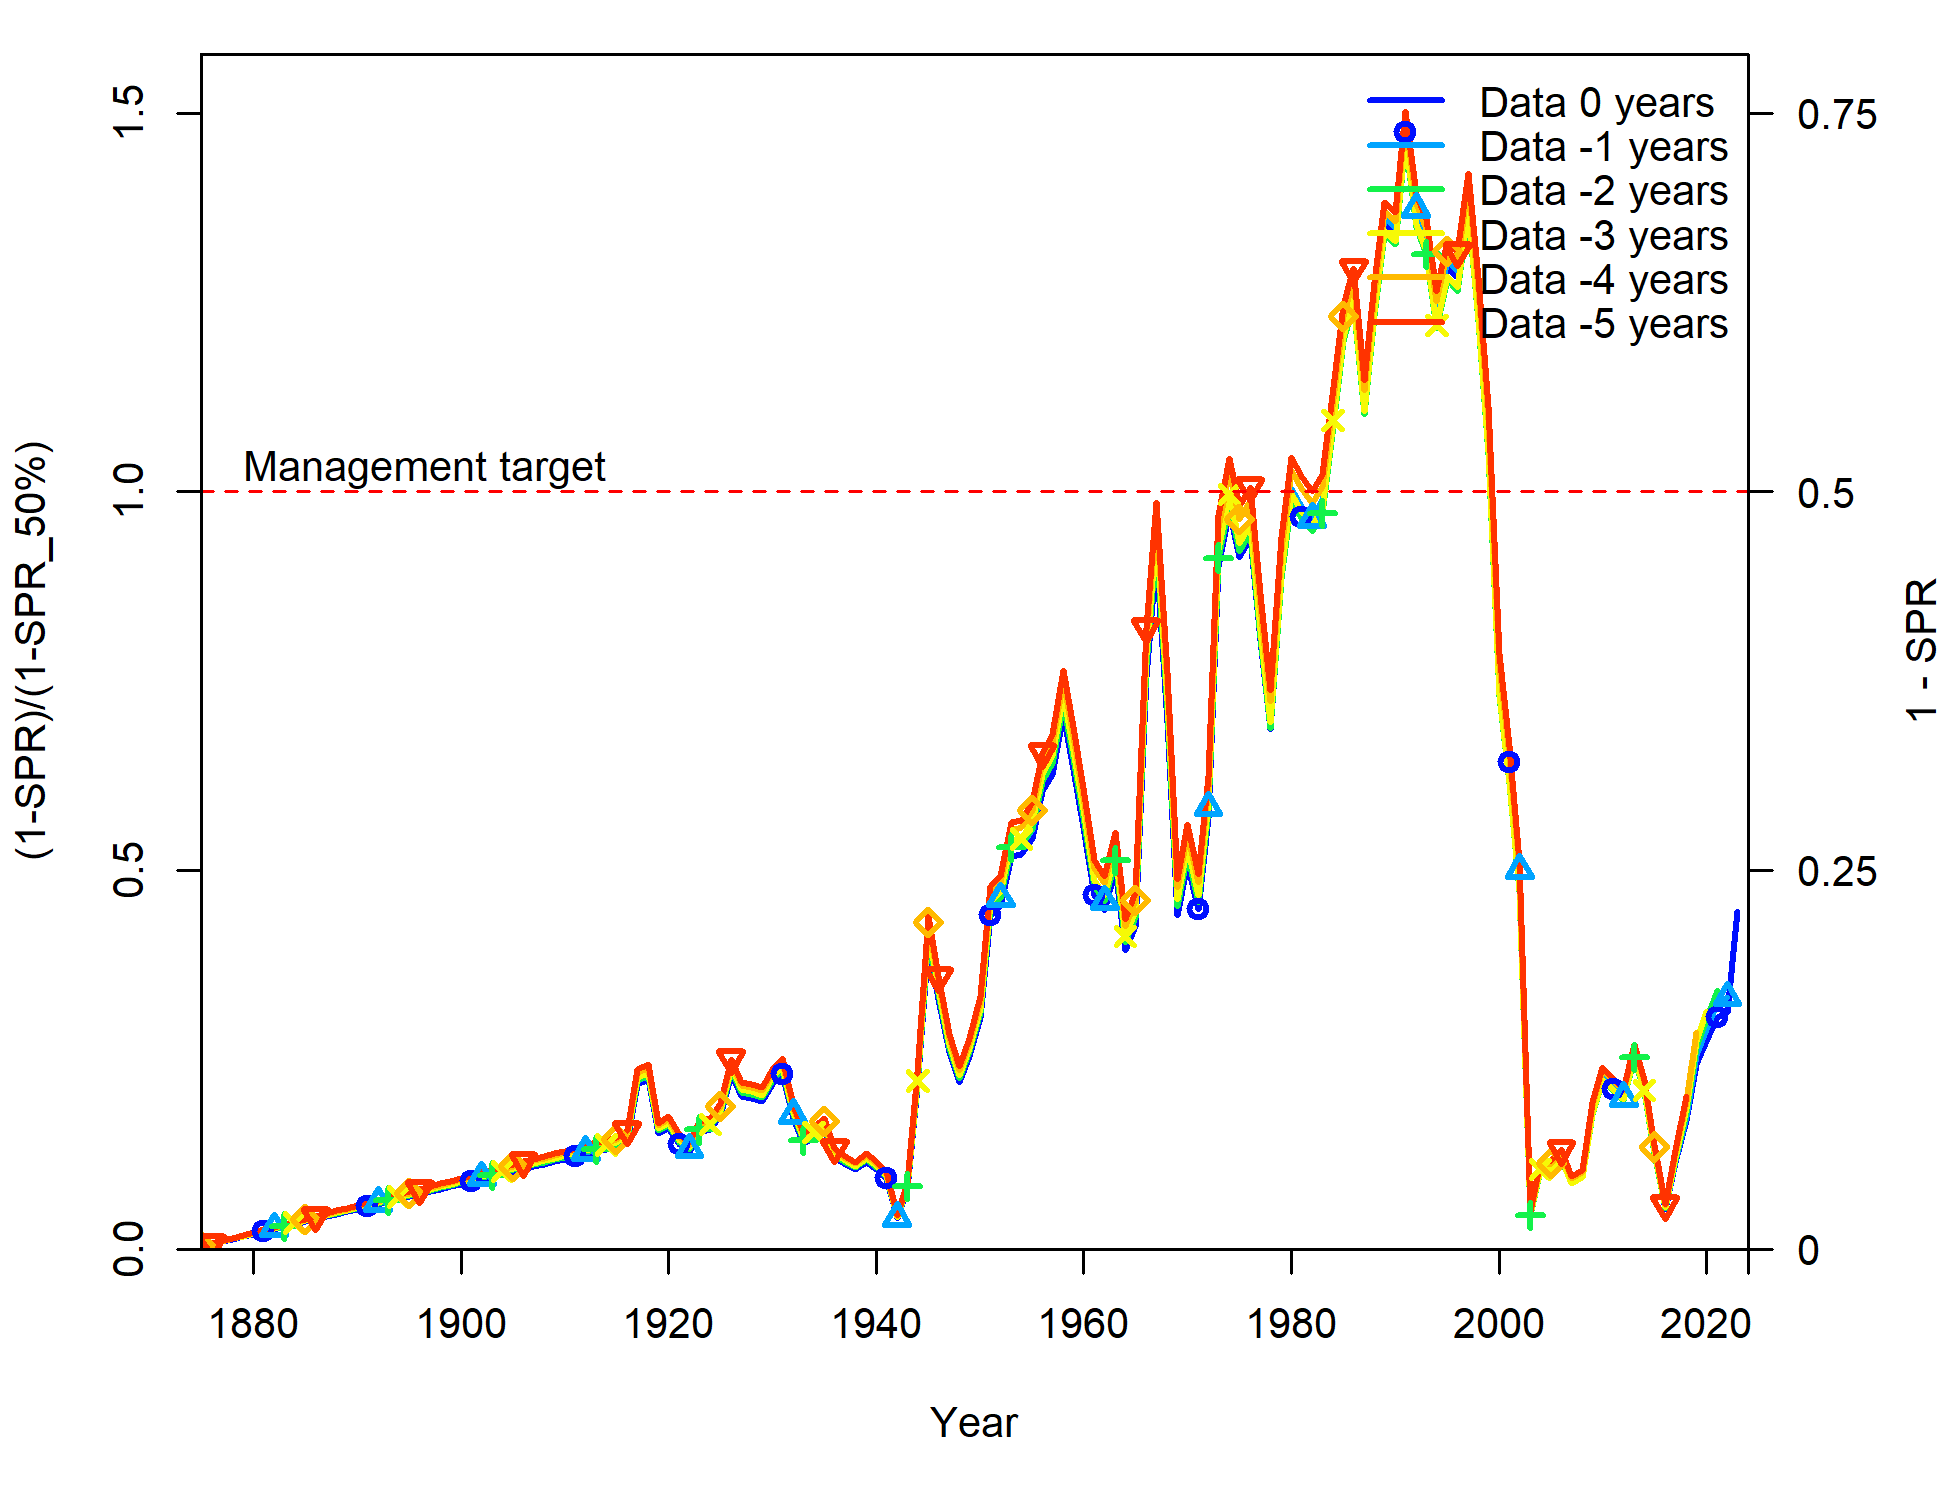 Data 0 years
Data -1 years
Data -2 years
Data -3 years
Data -4 years
Data -5 years
Management target
(1-SPR)/(1-SPR_50%)
1.5
1.0
0.5
0.0
0.75
0.5
0.25
0
1 - SPR
1880 1900 1920 1940 1960 1980 2000 2020
Year